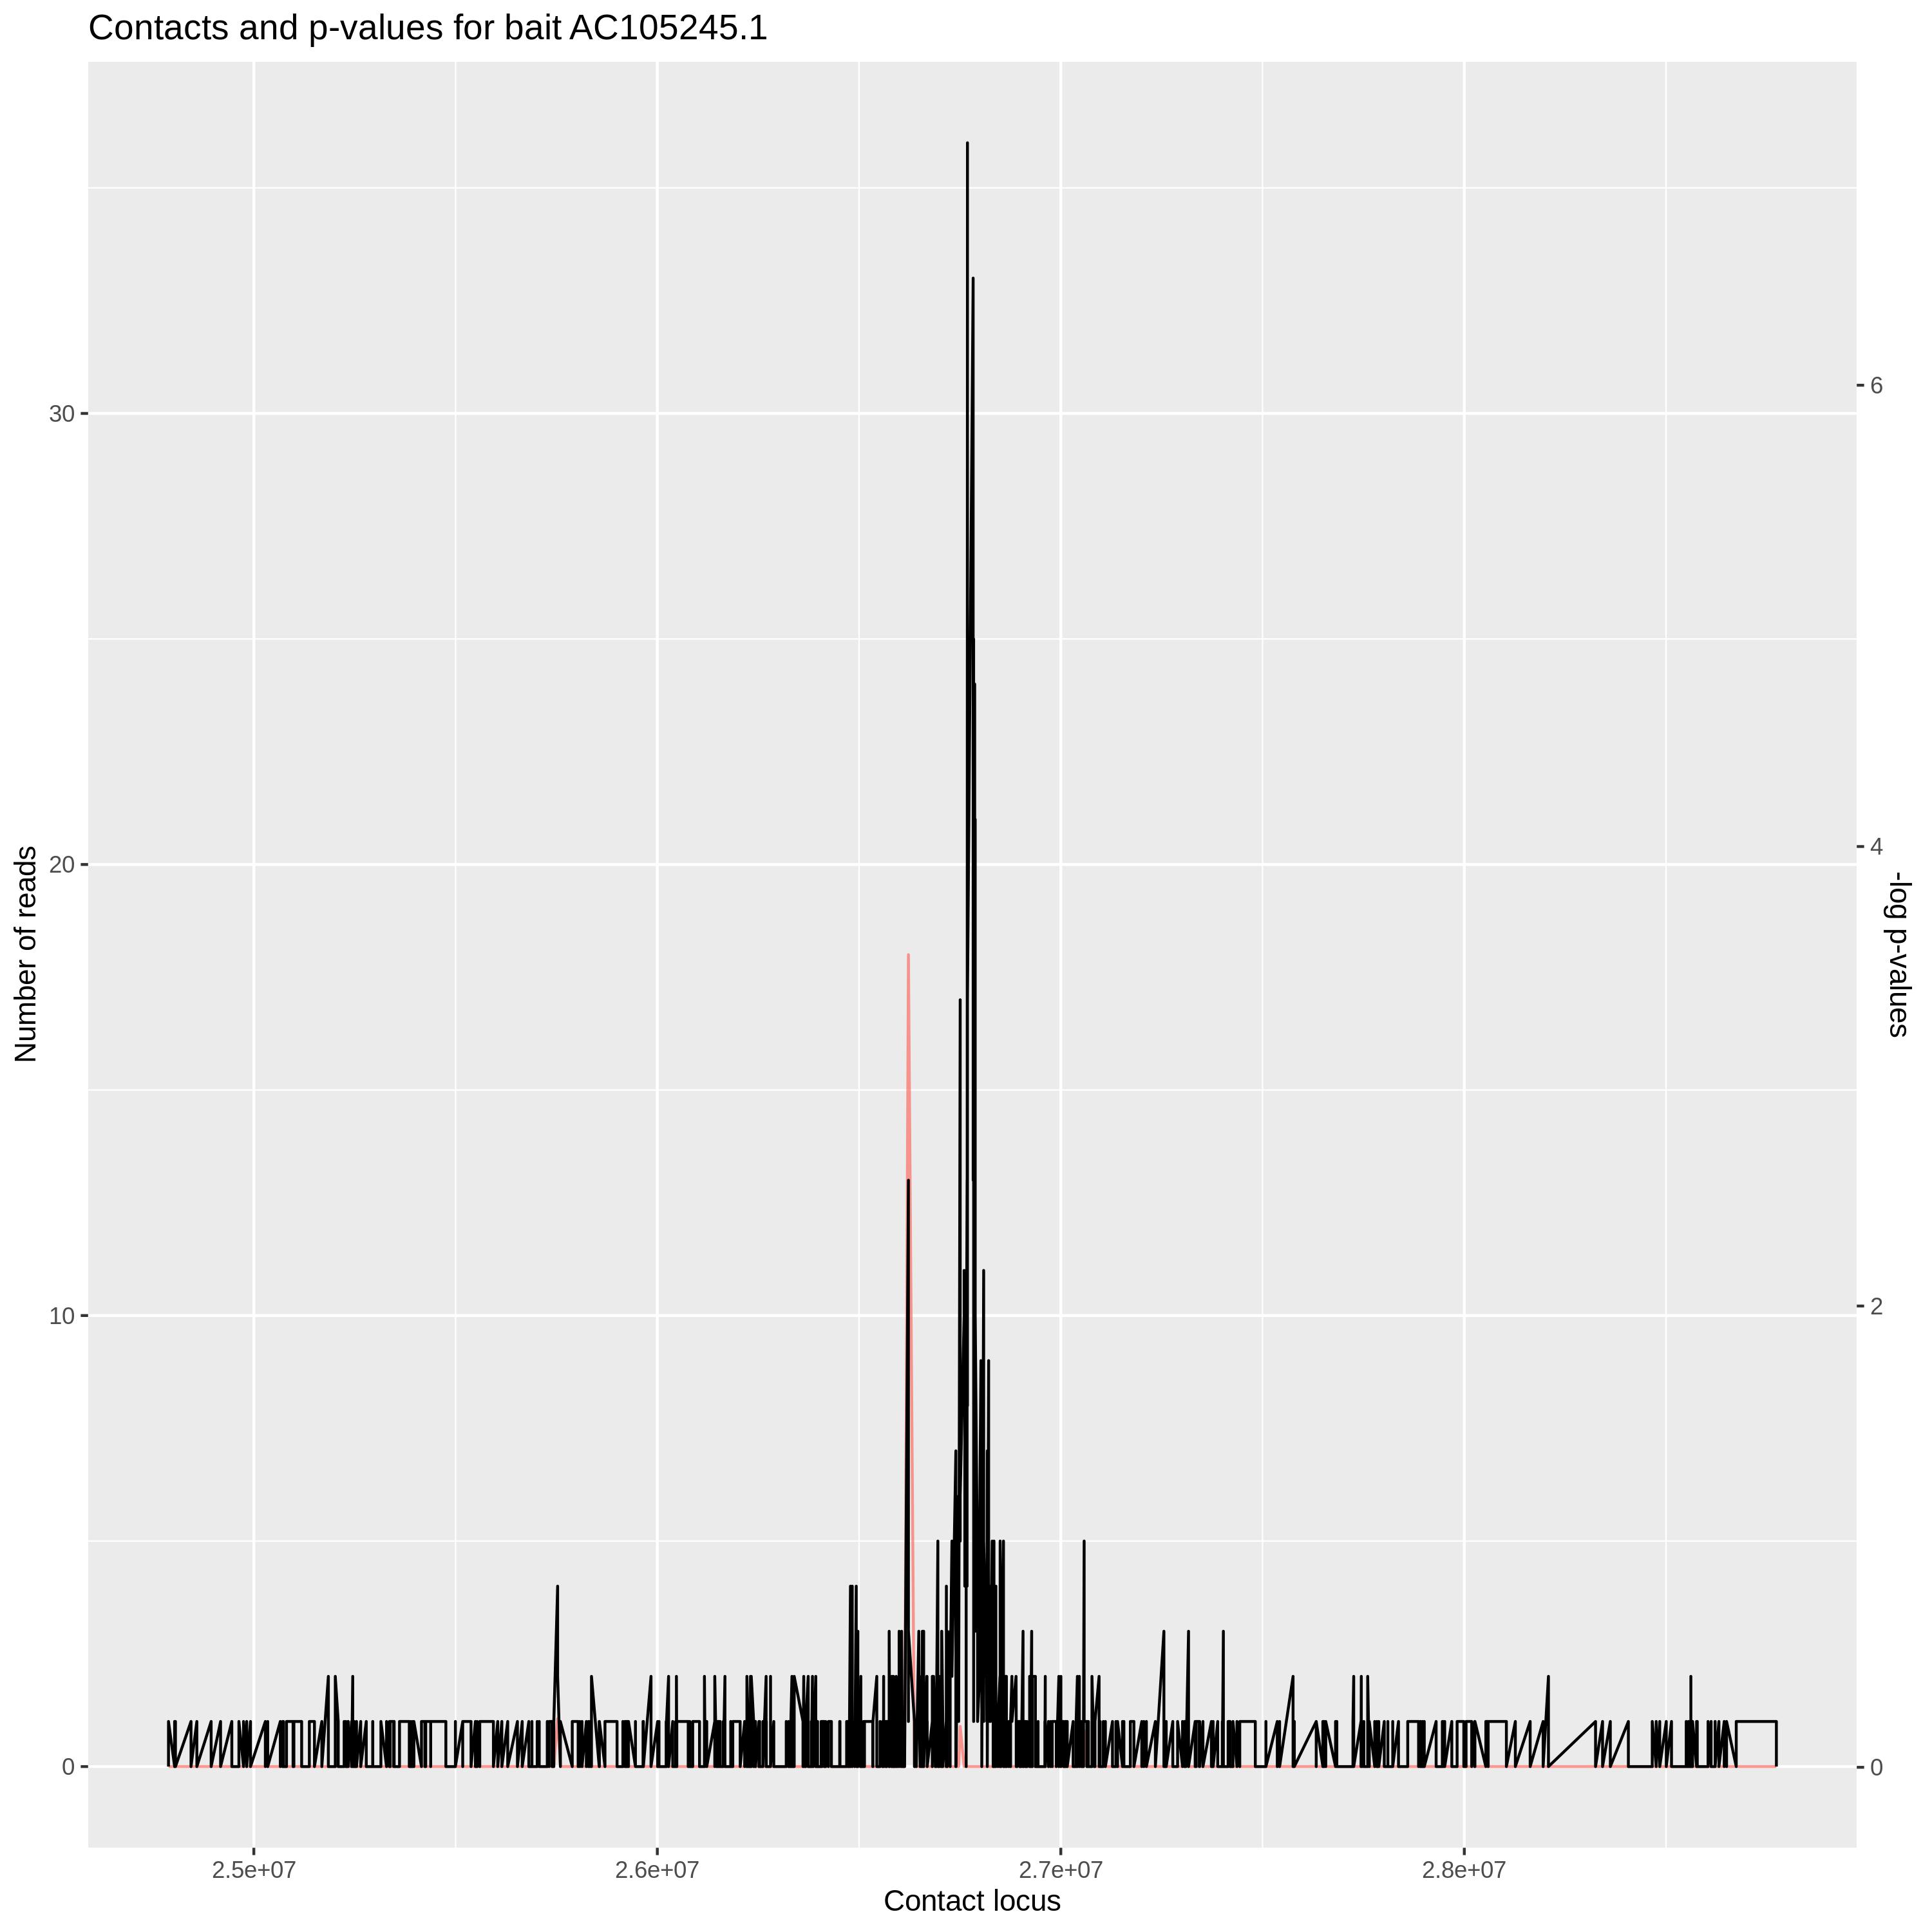 Contacts and p-values for bait AC105245.1
Number of reads
30
20
10
0
6
4
2
0
-log p-values
2.5e+07
2.6e+07
2.7e+07
2.8e+07
Contact locus